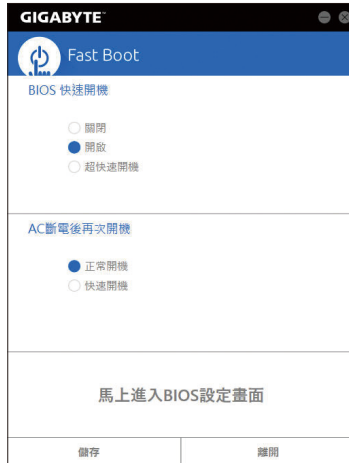 GIGABYTE™
Fast Boot
BIOS 快速開機
關閉
開啟
超快速開機
AC斷電後再次開機
正常開機
快速開機
馬上進入BIOS設定畫面
儲存
離開